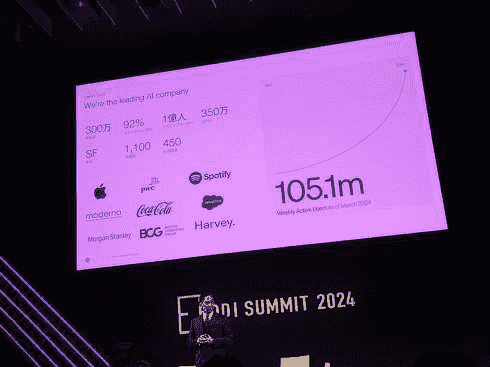 We're the leading AI company
300万 92% 1億人 350万
SF 1,100 450
pwc Spotify
moderna Coca-Cola salesforce
Morgan Stanley BCG Harvey.
105.1m
Weekly Active Users as of March 2024
DDI SUMMIT 2024